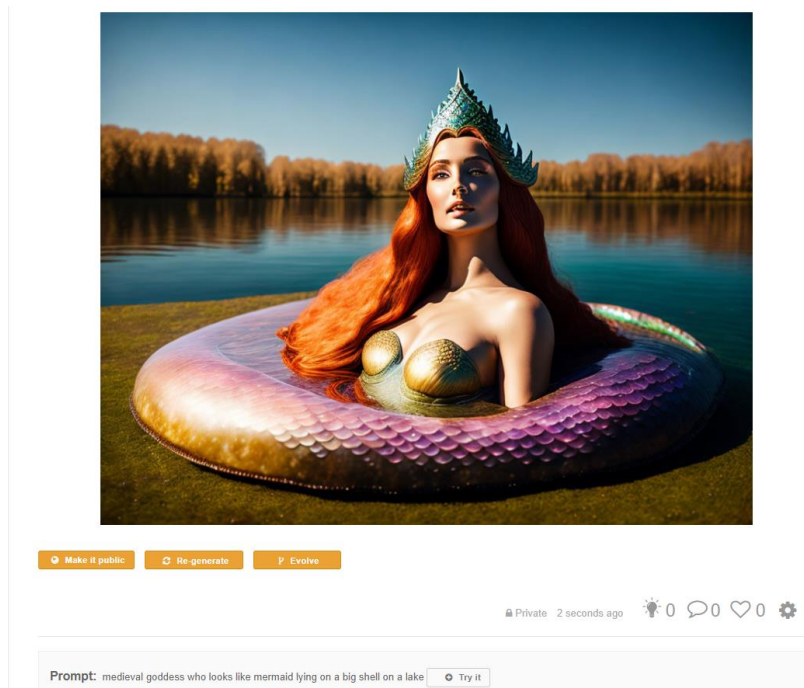 Make it public Re-generate Evolve
Private 2 seconds ago 0 0 0
Prompt: medieval goddess who looks like mermaid lying on a big shell on a lake Try it